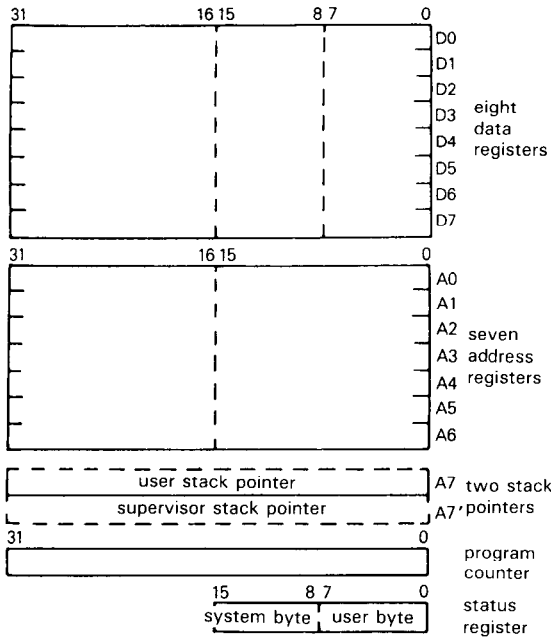 31 16 15 8 7 0
D0
D1
D2
D3
D4
D5
D6
D7
eight
data
registers
31 16 15 0
A0
A1
A2
A3
A4
A5
A6
seven
address
registers
user stack pointer A7
supervisor stack pointer A7'
two stack
pointers
31 0
program
counter
15 8 7 0
system byte user byte
status
register